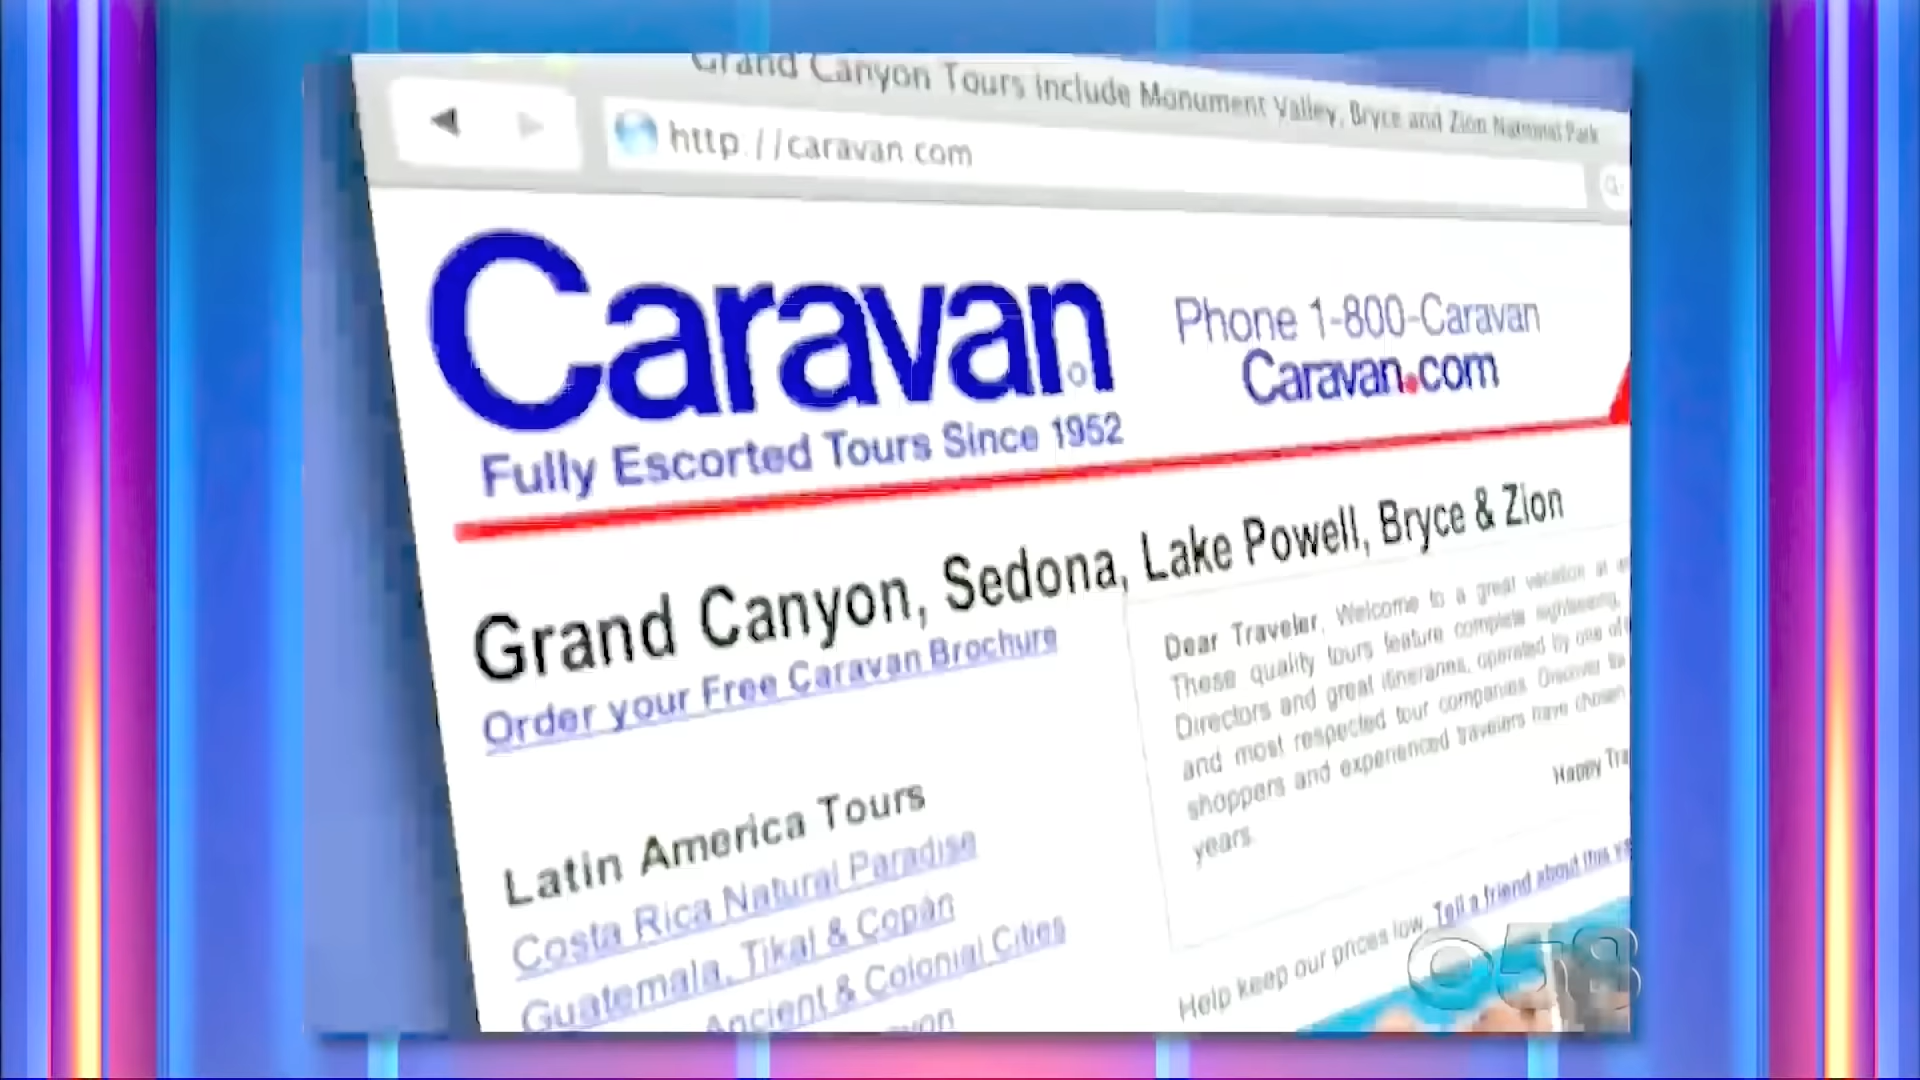 Grand Canyon Tours include Monument Valley, Bryce and Zion National Park
http://caravan.com
Caravan
Phone 1-800-Caravan
Caravan.com
Fully Escorted Tours Since 1952
Grand Canyon, Sedona, Lake Powell, Bryce & Zion
Order your Free Caravan Brochure
Dear Traveler, Welcome to a great vacation at
These quality tours feature complete sightseeing,
Directors and great itineraries, operated by one of
and most respected tour companies. Discover
shoppers and experienced travelers have chosen
years.
Happy
Latin America Tours
Costa Rica Natural Paradise
Guatemala, Tikal & Copán
Ancient & Colonial Cities
Help keep our prices low. Tell a friend about this